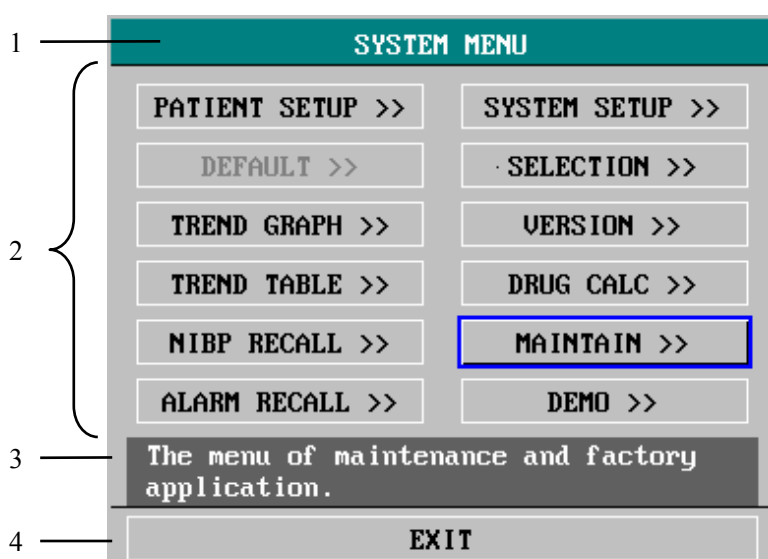 1
SYSTEM MENU
2
PATIENT SETUP >>
SYSTEM SETUP >>
DEFAULT >>
SELECTION >>
TREND GRAPH >>
VERSION >>
TREND TABLE >>
DRUG CALC >>
NIBP RECALL >>
MAINTAIN >>
ALARM RECALL >>
DEMO >>
3
The menu of maintenance and factory
application.
4
EXIT